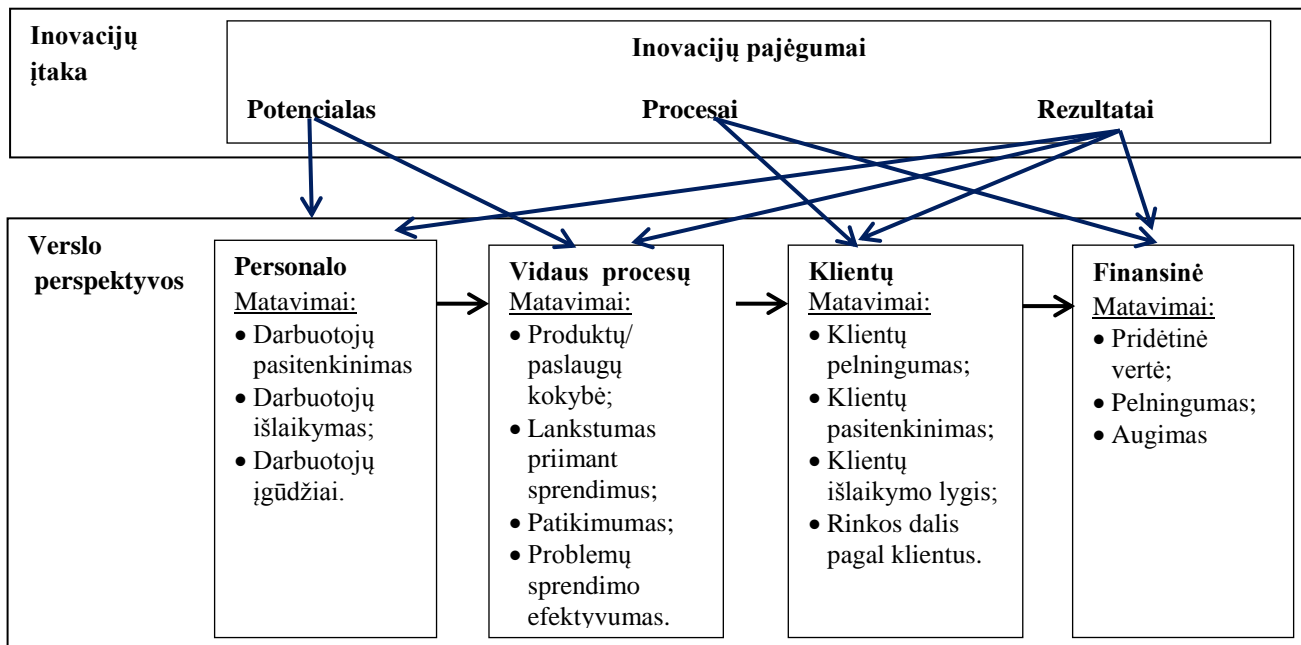 Inovacijų
įtaka
Inovacijų pajėgumai
Potencialas
Procesai
Rezultatai
Verslo
perspektyvos
Personalo
Matavimai:
• Darbuotojų
pasitenkinimas
• Darbuotojų
išlaikymas;
• Darbuotojų
įgūdžiai.
Vidaus procesų
Matavimai:
• Produktų/
paslaugų
kokybė;
• Lankstumas
priimant
sprendimus;
• Patikimumas;
• Problemų
sprendimo
efektyvumas.
Klientų
Matavimai:
• Klientų
pelningumas;
• Klientų
pasitenkinimas;
• Klientų
išlaikymo lygis;
• Rinkos dalis
pagal klientus.
Finansinė
Matavimai:
• Pridėtinė
vertė;
• Pelningumas;
• Augimas